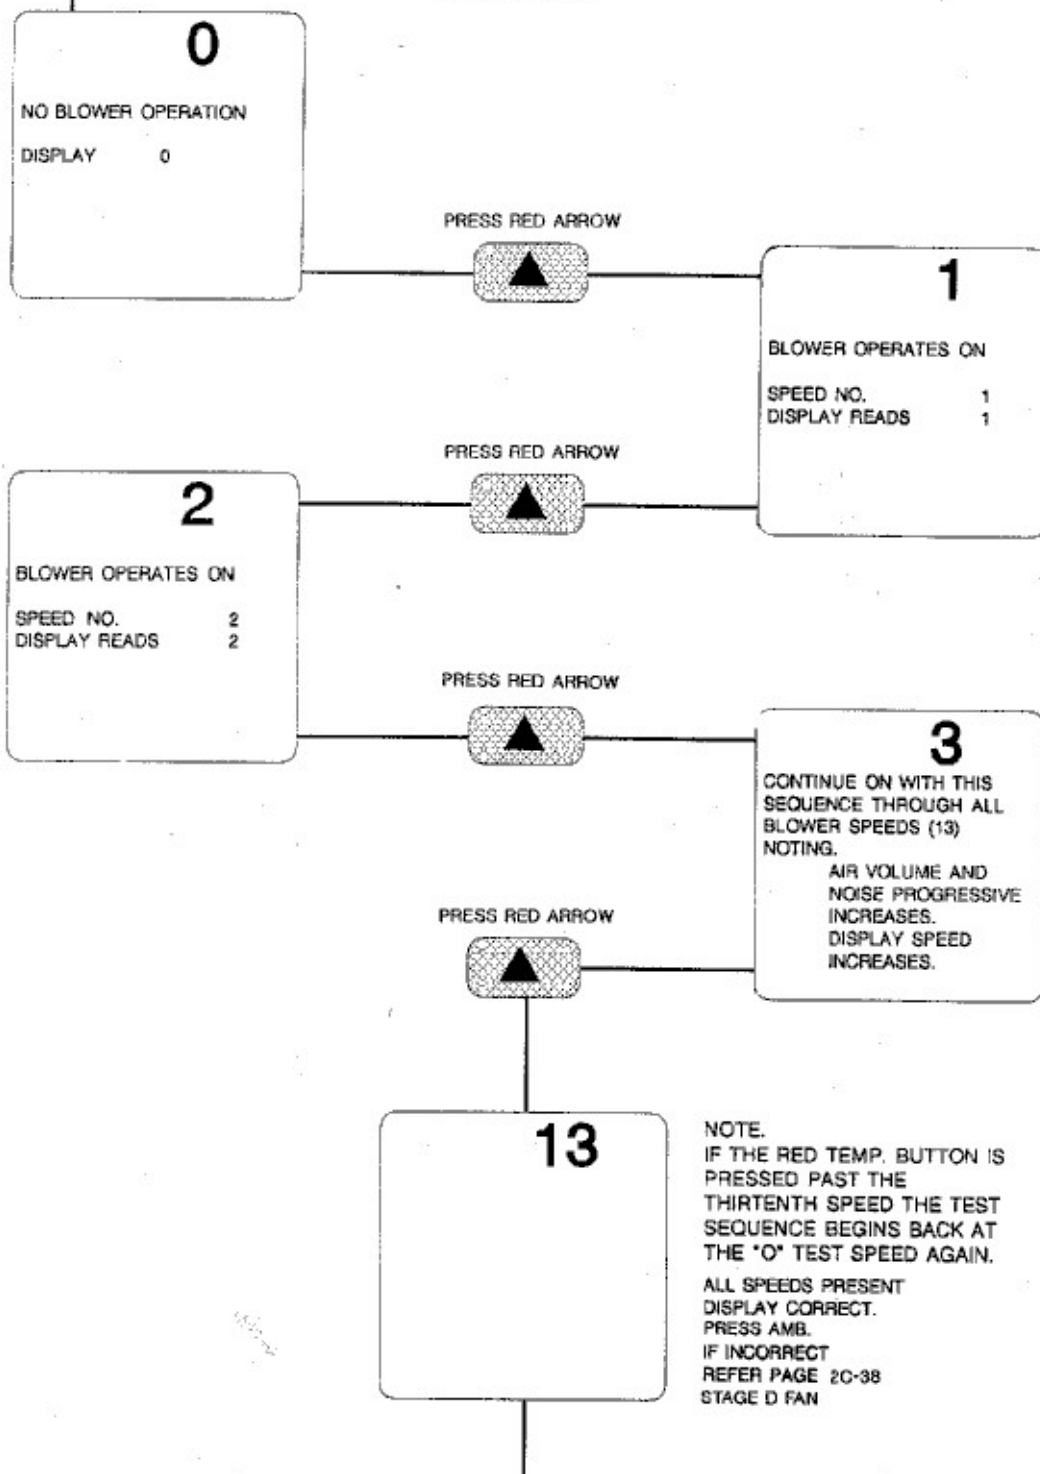 0
NO BLOWER OPERATION
DISPLAY 0
PRESS RED ARROW
1
BLOWER OPERATES ON
SPEED NO. 1
DISPLAY READS 1
PRESS RED ARROW
2
BLOWER OPERATES ON
SPEED NO. 2
DISPLAY READS 2
PRESS RED ARROW
3
CONTINUE ON WITH THIS
SEQUENCE THROUGH ALL
BLOWER SPEEDS (13)
NOTING.
AIR VOLUME AND
NOISE PROGRESSIVE
INCREASES.
DISPLAY SPEED
INCREASES.
PRESS RED ARROW
13
NOTE.
IF THE RED TEMP. BUTTON IS
PRESSED PAST THE
THIRTENTH SPEED THE TEST
SEQUENCE BEGINS BACK AT
THE "O" TEST SPEED AGAIN.
ALL SPEEDS PRESENT
DISPLAY CORRECT.
PRESS AMB.
IF INCORRECT
REFER PAGE 2C-38
STAGE D FAN